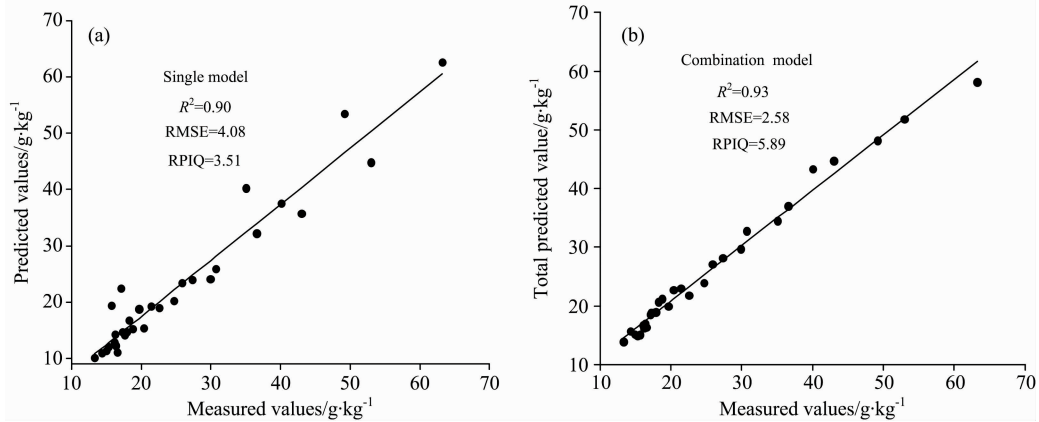 (a)
Single model
R²=0.90
RMSE=4.08
RPIQ=3.51
70
60
50
40
30
20
10
10 20 30 40 50 60 70
Predicted values/g·kg⁻¹
Measured values/g·kg⁻¹
(b)
Combination model
R²=0.93
RMSE=2.58
RPIQ=5.89
70
60
50
40
30
20
10
10 20 30 40 50 60 70
Total predicted value/g·kg⁻¹
Measured values/g·kg⁻¹